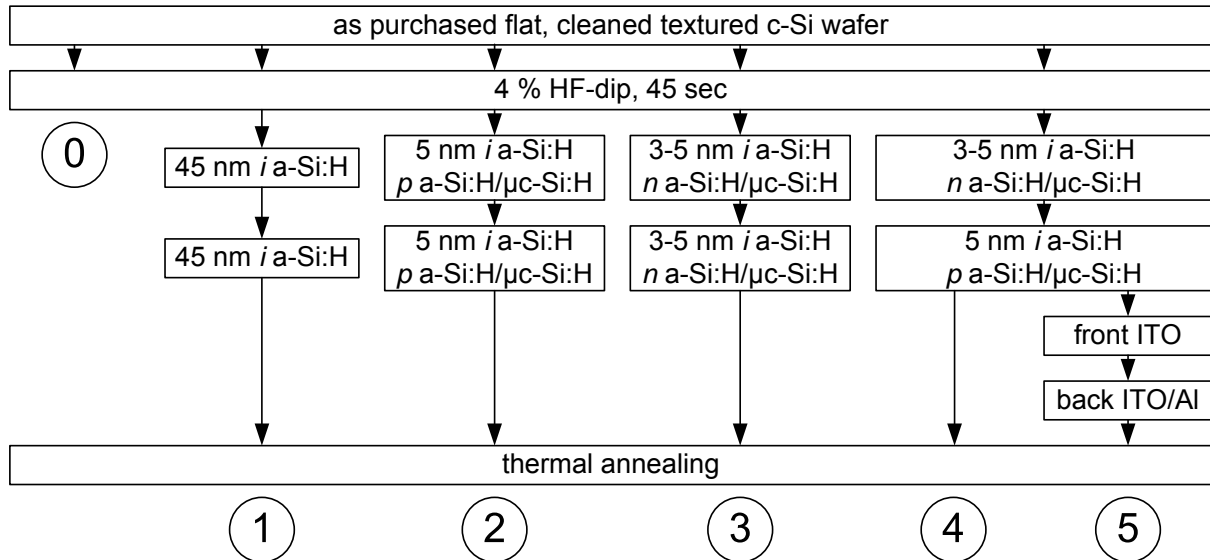 as purchased flat, cleaned textured c-Si wafer
4 % HF-dip, 45 sec
0
45 nm i a-Si:H
5 nm i a-Si:H
p a-Si:H/µc-Si:H
3-5 nm i a-Si:H
n a-Si:H/µc-Si:H
3-5 nm i a-Si:H
n a-Si:H/µc-Si:H
45 nm i a-Si:H
5 nm i a-Si:H
p a-Si:H/µc-Si:H
3-5 nm i a-Si:H
n a-Si:H/µc-Si:H
5 nm i a-Si:H
p a-Si:H/µc-Si:H
front ITO
back ITO/Al
thermal annealing
1
2
3
4
5